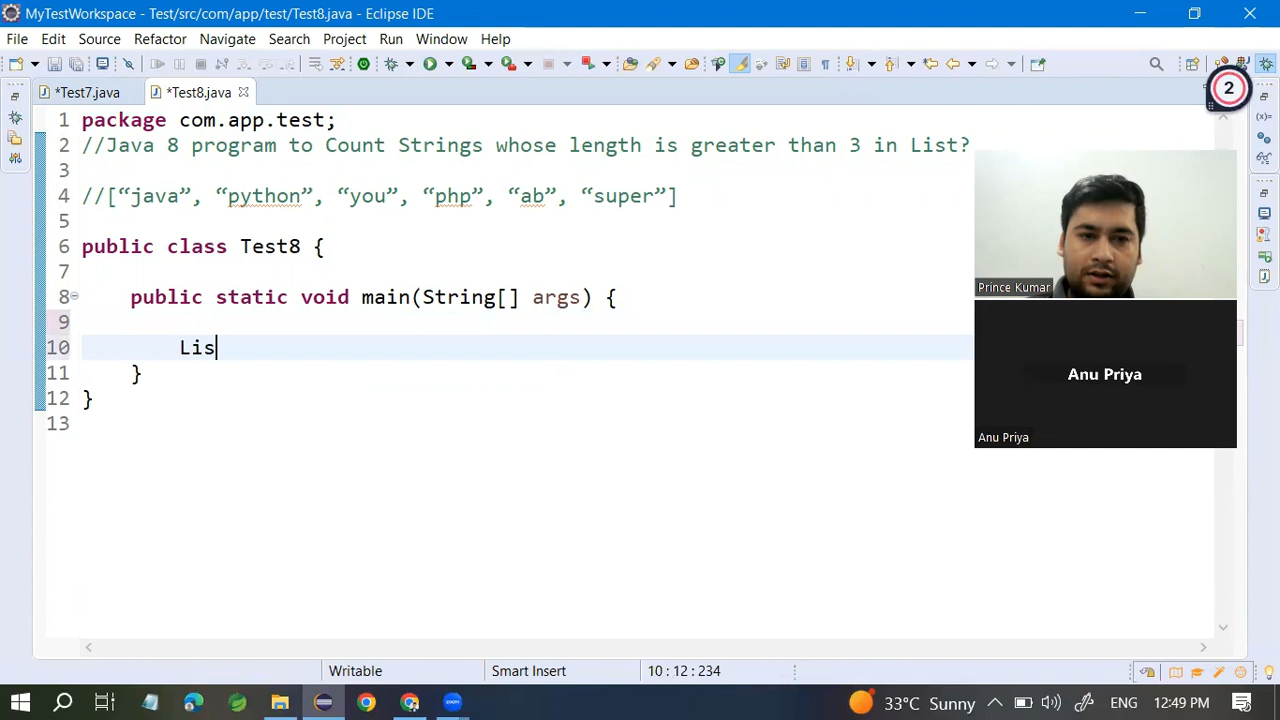 MyTestWorkspace - Test/src/com/app/test/Test8.java - Eclipse IDE
File Edit Source Refactor Navigate Search Project Run Window Help
*Test7.java *Test8.java
2
1 package com.app.test;
2 //Java 8 program to Count Strings whose length is greater than 3 in List?
3
4 //[“java”, “python”, “you”, “php”, “ab”, “super”]
5
6 public class Test8 {
7
8 public static void main(String[] args) {
9
10 Lis
11 }
12 }
13
Prince Kumar
Anu Priya
Anu Priya
Writable Smart Insert 10 : 12 : 234
zoom
33°C Sunny ENG 12:49 PM